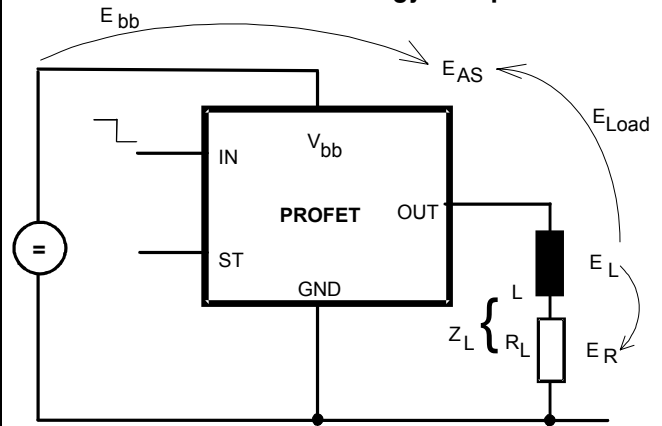 E bb
E AS
E Load
V bb
IN
PROFET
OUT
=
ST
GND
L
E L
Z L { R L
E R